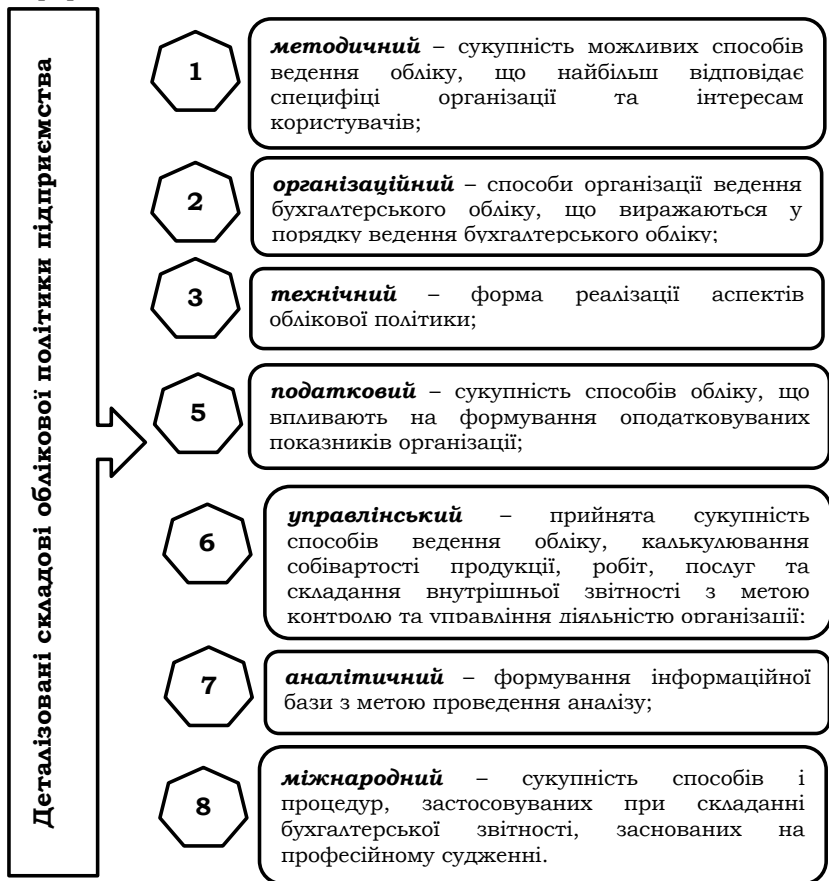 Деталізовані складові облікової політики підприємства
1
методичний – сукупність можливих способів
ведення обліку, що найбільш відповідає
специфіці організації та інтересам
користувачів;
2
організаційний – способи організації ведення
бухгалтерського обліку, що виражаються у
порядку ведення бухгалтерського обліку;
3
технічний – форма реалізації аспектів
облікової політики;
5
податковий – сукупність способів обліку, що
впливають на формування оподатковуваних
показників організації;
6
управлінський – прийнята сукупність
способів ведення обліку, калькулювання
собівартості продукції, робіт, послуг та
складання внутрішньої звітності з метою
контролю та управління діяльністю організації;
7
аналітичний – формування інформаційної
бази з метою проведення аналізу;
8
міжнародний – сукупність способів і
процедур, застосовуваних при складанні
бухгалтерської звітності, заснованих на
професійному судженні.